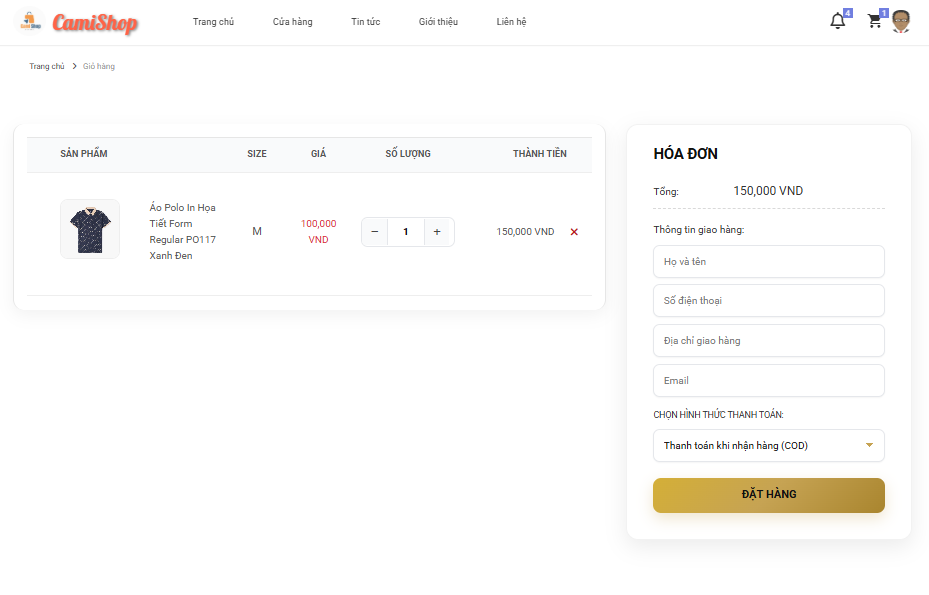 CamiShop
Trang chủ
Cửa hàng
Tin tức
Giới thiệu
Liên hệ
4
1
Trang chủ > Giỏ hàng
SẢN PHẨM
SIZE
GIÁ
SỐ LƯỢNG
THÀNH TIỀN
Áo Polo In Họa
Tiết Form
Regular PO117
Xanh Đen
M
100,000
VND
− 1 +
150,000 VND
×
HÓA ĐƠN
Tổng: 150,000 VND
Thông tin giao hàng:
Họ và tên
Số điện thoại
Địa chỉ giao hàng
Email
CHỌN HÌNH THỨC THANH TOÁN:
Thanh toán khi nhận hàng (COD)
ĐẶT HÀNG